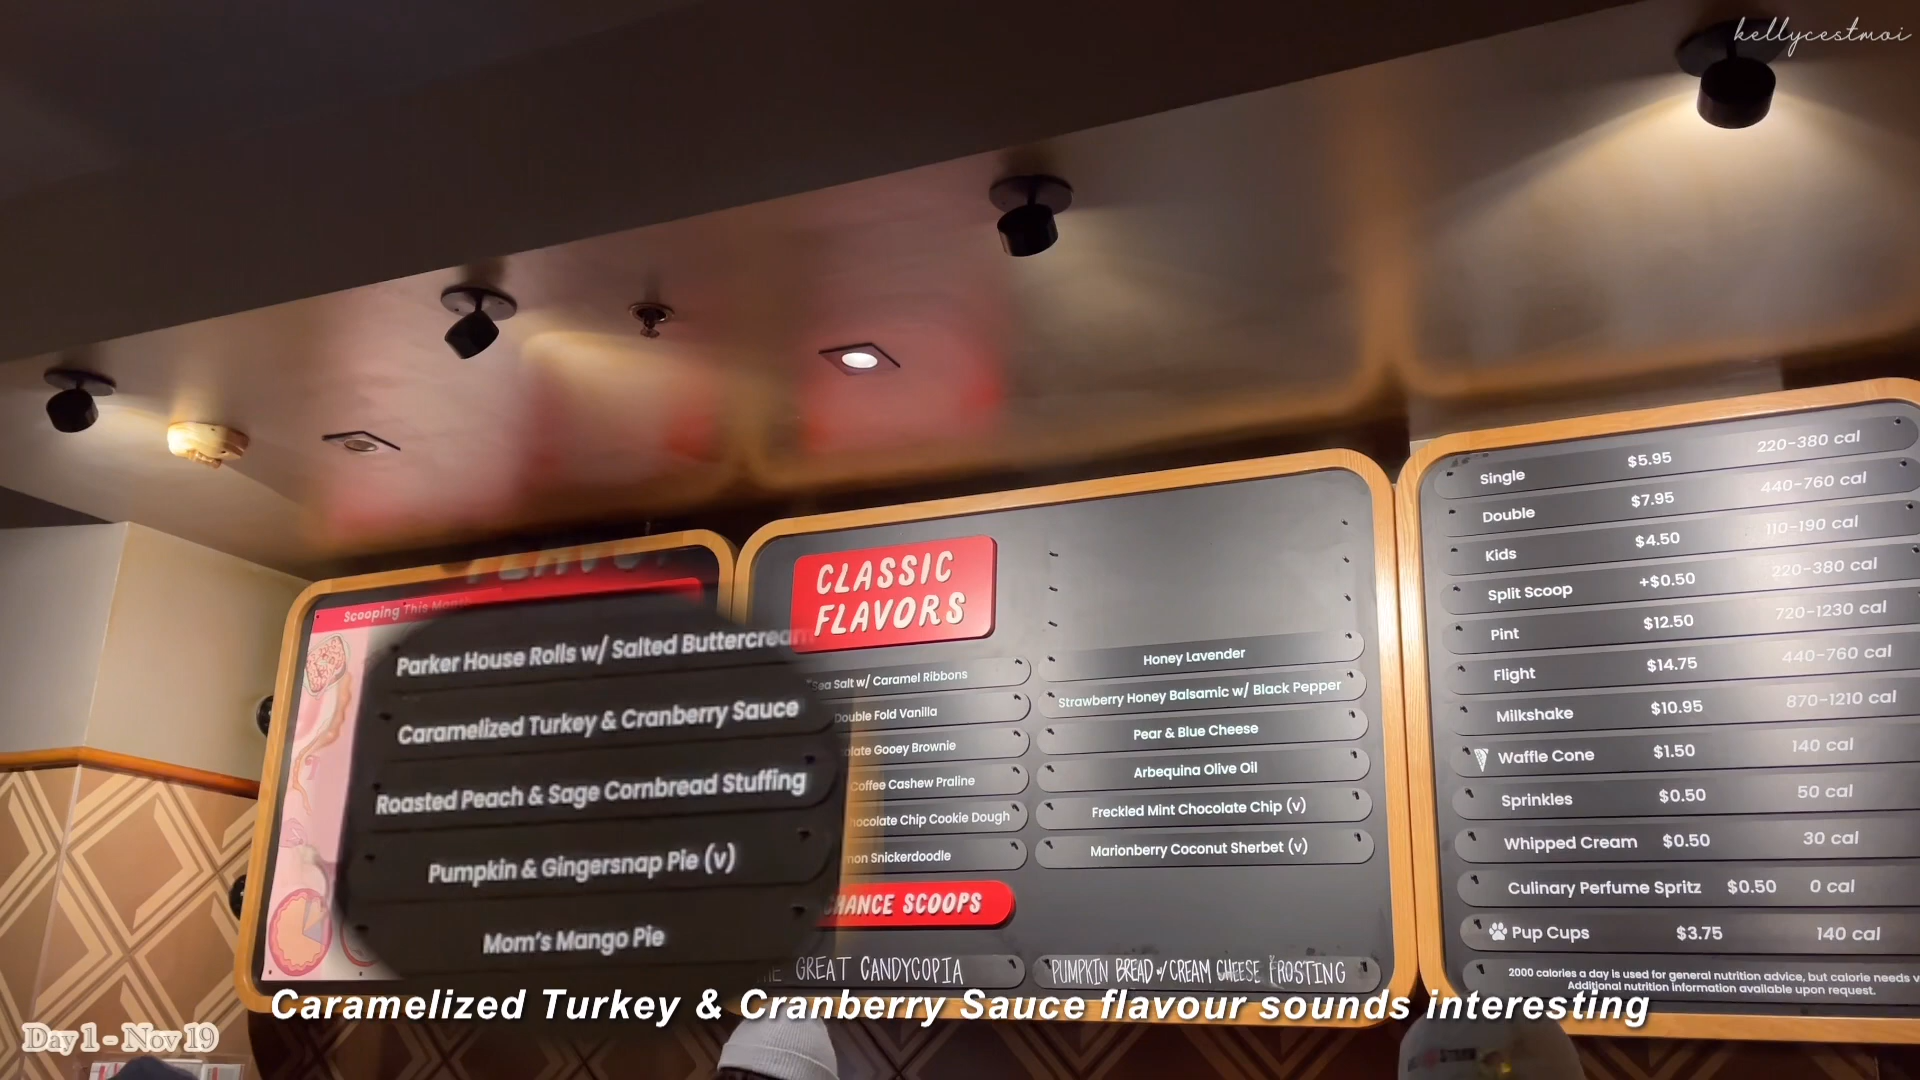 kellycestmoi
Scooping This
Parker House Rolls w/ Salted Buttercream
Caramelized Turkey & Cranberry Sauce
Roasted Peach & Sage Cornbread Stuffing
Pumpkin & Gingersnap Pie (v)
Mom's Mango Pie
CLASSIC
FLAVORS
Sea Salt w/ Caramel Ribbons
Double Fold Vanilla
Gooey Brownie
Coffee Cashew Praline
Chip Cookie Dough
Snickerdoodle
Honey Lavender
Strawberry Honey Balsamic w/ Black Pepper
Pear & Blue Cheese
Arbequina Olive Oil
Freckled Mint Chocolate Chip (v)
Marionberry Coconut Sherbet (v)
SCOOPS
GREAT CANDYCOPIA
PUMPKIN BREAD w/ CREAM CHEESE FROSTING
Single $5.95 220-380 cal
Double $7.95 440-760 cal
Kids $4.50 110-190 cal
Split Scoop +$0.50 220-380 cal
Pint $12.50 720-1230 cal
Flight $14.75 440-760 cal
Milkshake $10.95 870-1210 cal
Waffle Cone $1.50 140 cal
Sprinkles $0.50 50 cal
Whipped Cream $0.50 30 cal
Culinary Perfume Spritz $0.50 0 cal
Pup Cups $3.75 140 cal
2000 calories a day is used for general nutrition advice, but calorie needs
Additional nutrition information available upon request.
Caramelized Turkey & Cranberry Sauce flavour sounds interesting
Day 1 - Nov 19